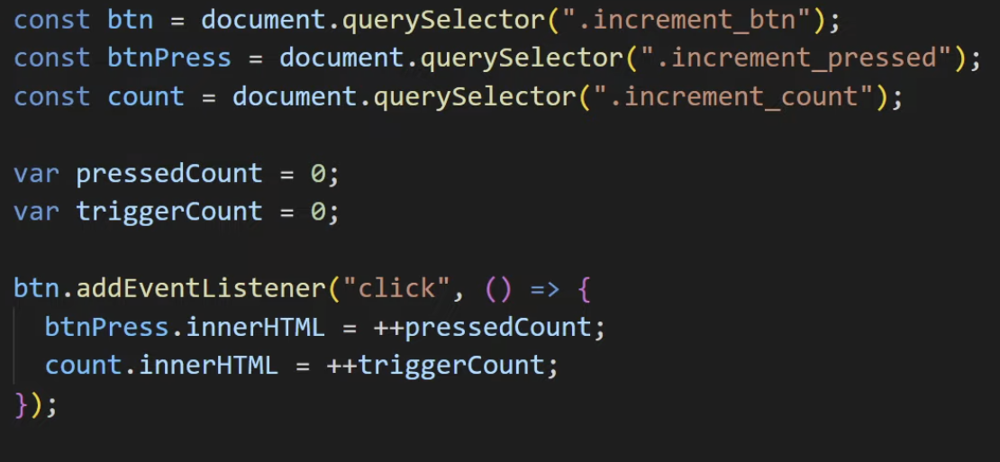 const btn = document.querySelector(".increment_btn");
const btnPress = document.querySelector(".increment_pressed");
const count = document.querySelector(".increment_count");
var pressedCount = 0;
var triggerCount = 0;
btn.addEventListener("click", () => {
btnPress.innerHTML = ++pressedCount;
count.innerHTML = ++triggerCount;
});